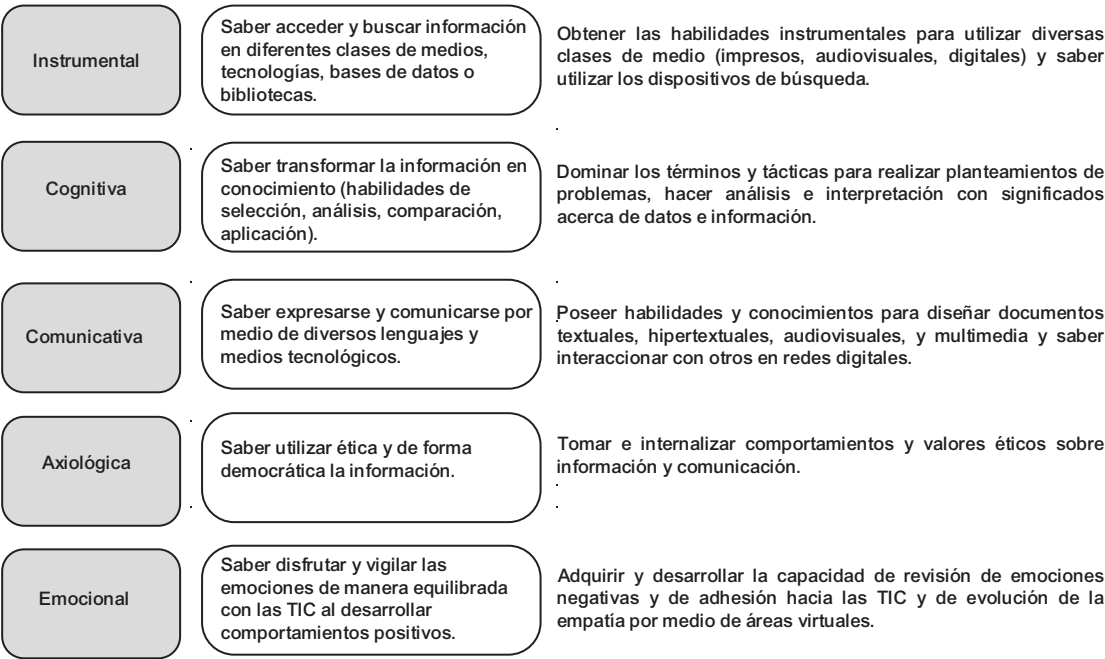 Instrumental
Saber acceder y buscar información
en diferentes clases de medios,
tecnologías, bases de datos o
bibliotecas.
Obtener las habilidades instrumentales para utilizar diversas
clases de medio (impresos, audiovisuales, digitales) y saber
utilizar los dispositivos de búsqueda.
Cognitiva
Saber transformar la información en
conocimiento (habilidades de
selección, análisis, comparación,
aplicación).
Dominar los términos y tácticas para realizar planteamientos de
problemas, hacer análisis e interpretación con significados
acerca de datos e información.
Comunicativa
Saber expresarse y comunicarse por
medio de diversos lenguajes y
medios tecnológicos.
Poseer habilidades y conocimientos para diseñar documentos
textuales, hipertextuales, audiovisuales, y multimedia y saber
interaccionar con otros en redes digitales.
Axiológica
Saber utilizar ética y de forma
democrática la información.
Tomar e internalizar comportamientos y valores éticos sobre
información y comunicación.
Emocional
Saber disfrutar y vigilar las
emociones de manera equilibrada
con las TIC al desarrollar
comportamientos positivos.
Adquirir y desarrollar la capacidad de revisión de emociones
negativas y de adhesión hacia las TIC y de evolución de la
empatía por medio de áreas virtuales.